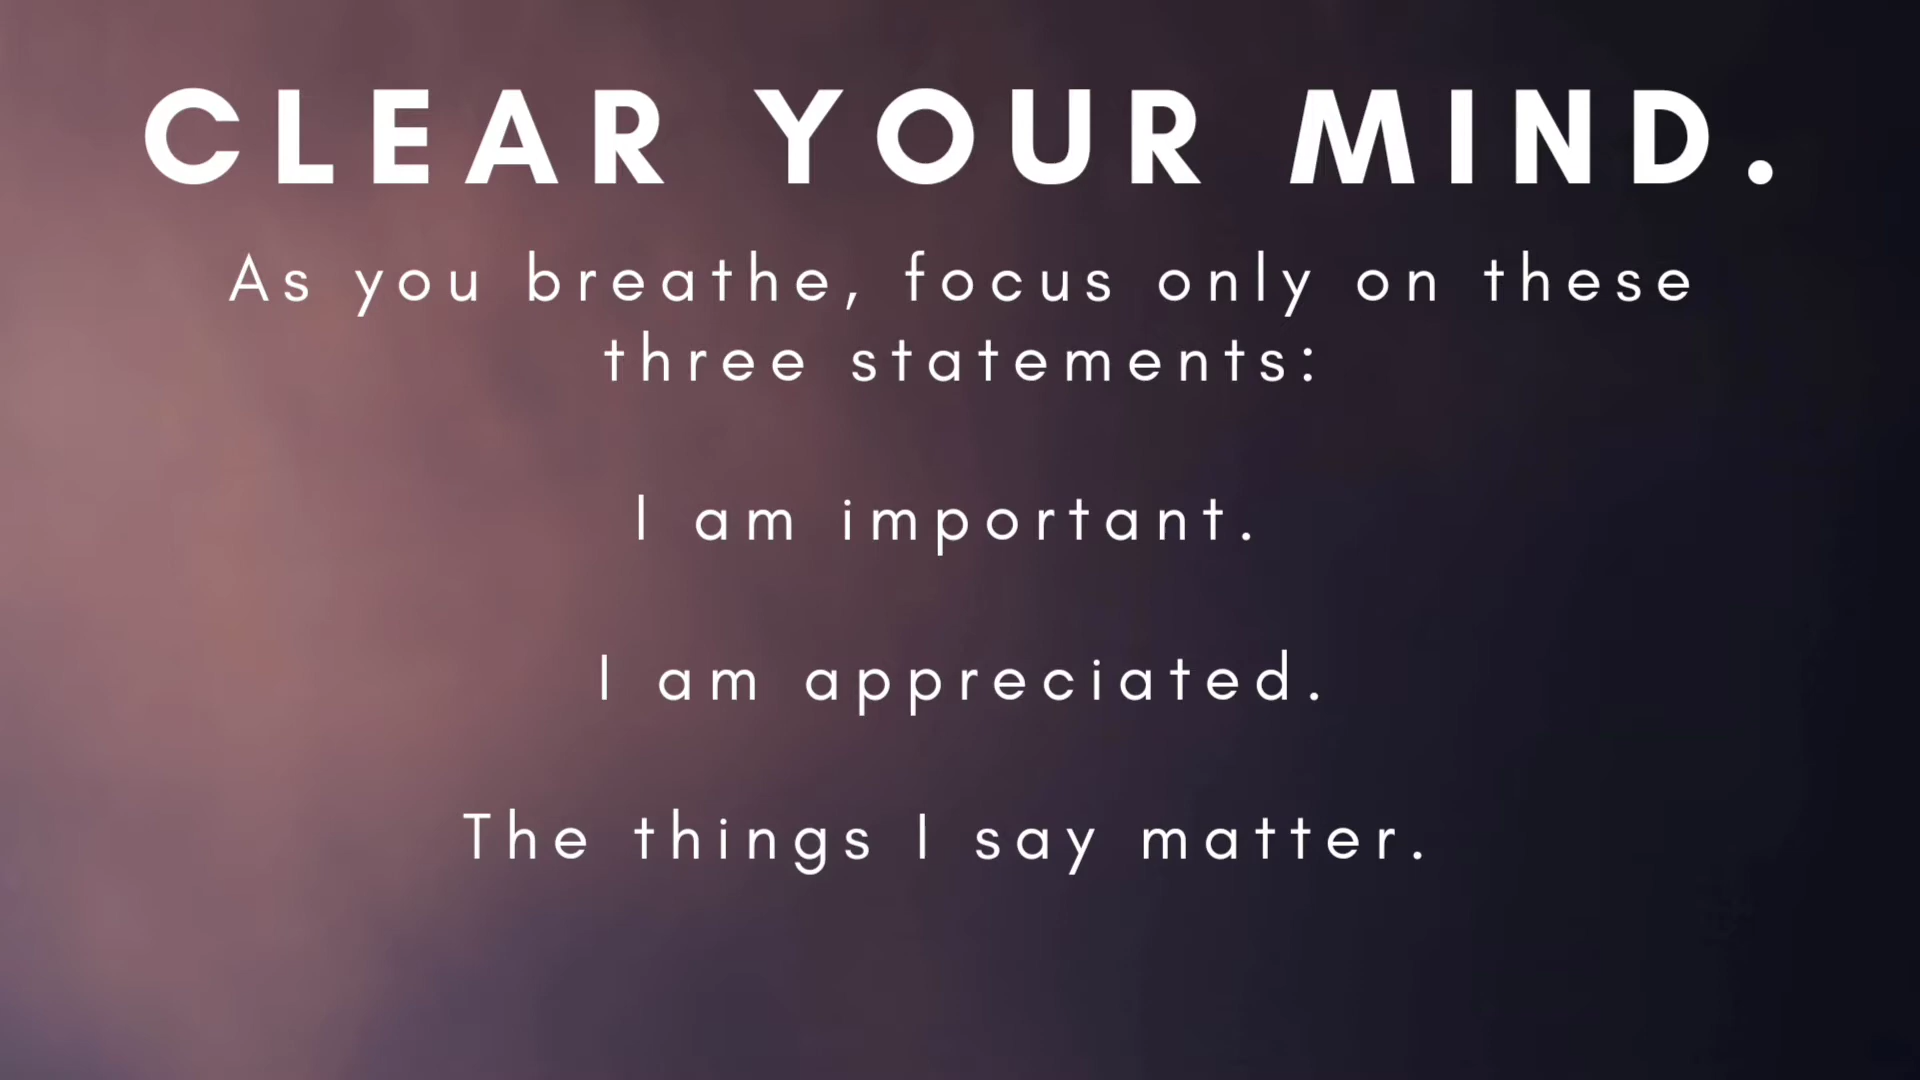 CLEAR YOUR MIND.
As you breathe, focus only on these
three statements:
I am important.
I am appreciated.
The things I say matter.